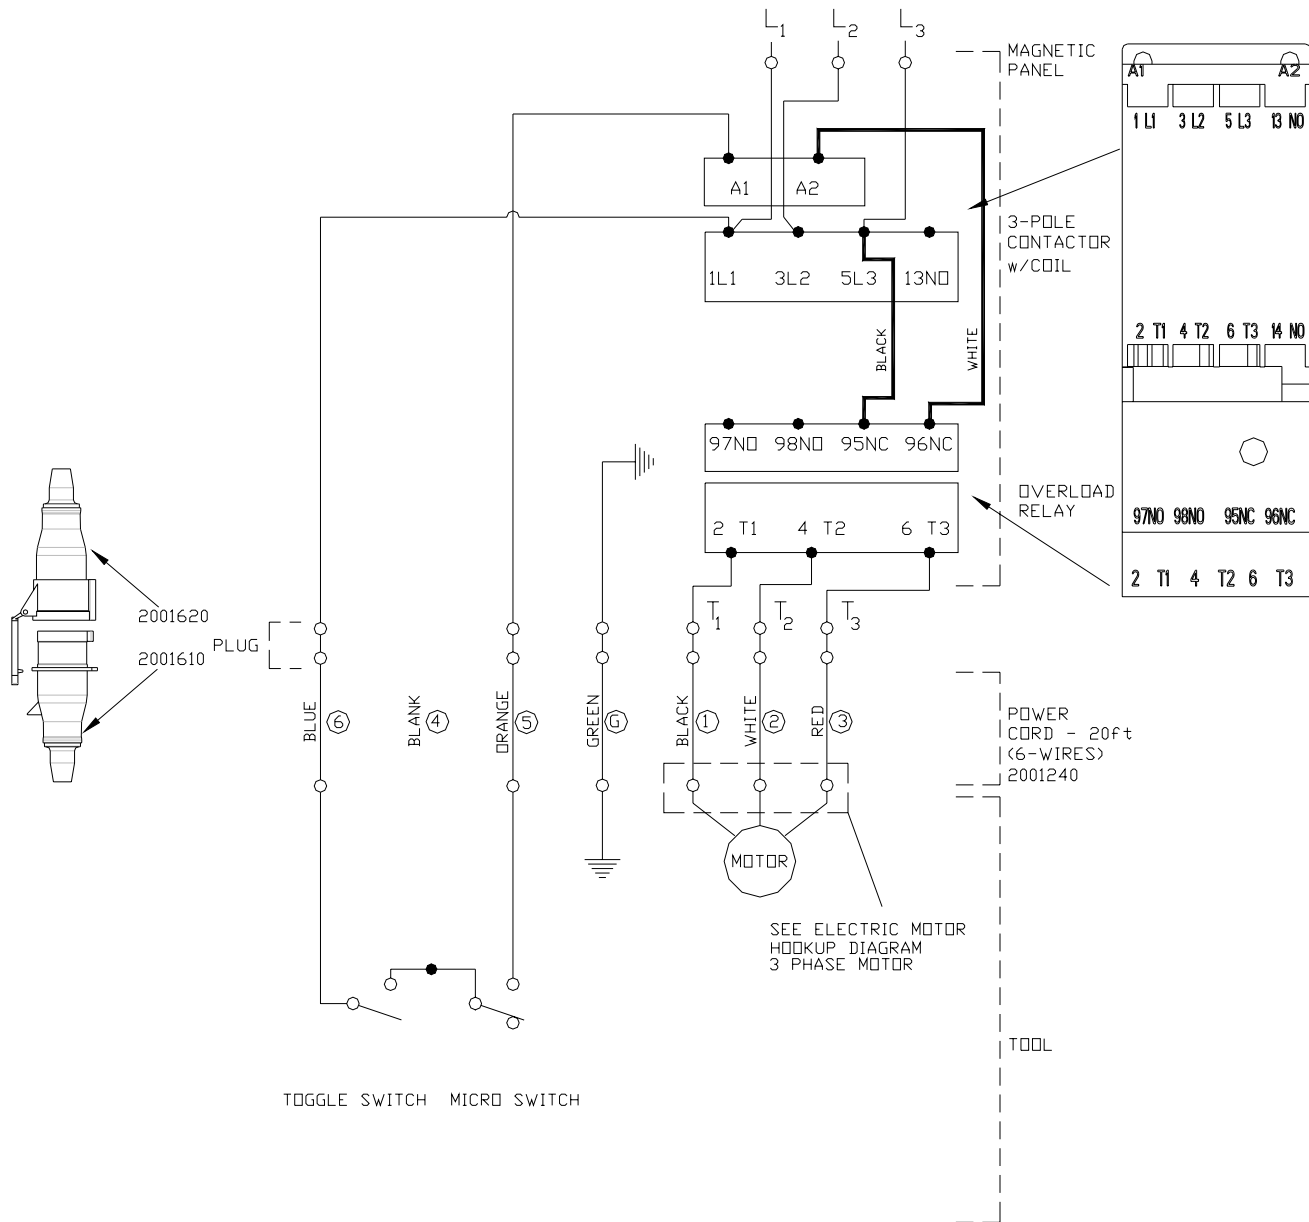 L1 L2 L3
MAGNETIC
PANEL
A1 A2
1 L1 3 L2 5 L3 13 NO
A1 A2
3-POLE
CONTACTOR
w/COIL
1L1 3L2 5L3 13NO
BLACK
WHITE
2 T1 4 T2 6 T3 14 NO
97NO 98NO 95NC 96NC
OVERLOAD
RELAY
97NO 98NO 95NC 96NC
2 T1 4 T2 6 T3
2 T1 4 T2 6 T3
T1 T2 T3
2001620
PLUG
2001610
BLUE 6
BLANK 4
ORANGE 5
GREEN G
BLACK 1
WHITE 2
RED 3
POWER
CORD - 20ft
(6-WIRES)
2001240
MOTOR
SEE ELECTRIC MOTOR
HOOKUP DIAGRAM
3 PHASE MOTOR
TOOL
TOGGLE SWITCH MICRO SWITCH